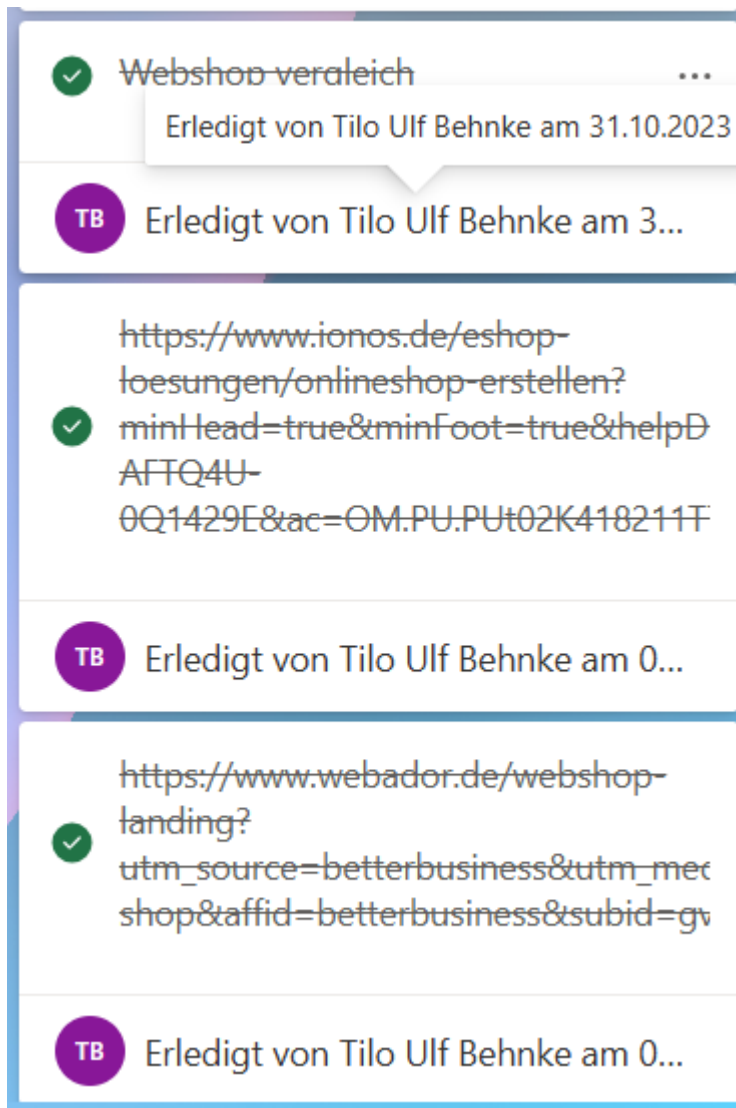 Webshop vergleich
...
Erledigt von Tilo Ulf Behnke am 31.10.2023
TB Erledigt von Tilo Ulf Behnke am 3...
https://www.ionos.de/eshop-
loesungen/onlineshop-erstellen?
minHead=true&minFoot=true&helpD
AFTQ4U-
0Q1429E&ac=OM.PU.PUt02K418211T
TB Erledigt von Tilo Ulf Behnke am 0...
https://www.webador.de/webshop-
landing?
utm_source=betterbusiness&utm_med
shop&affid=betterbusiness&subid=gv
TB Erledigt von Tilo Ulf Behnke am 0...